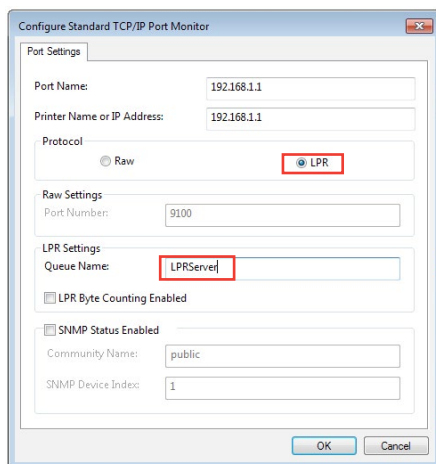 Configure Standard TCP/IP Port Monitor
Port Settings
Port Name: 192.168.1.1
Printer Name or IP Address: 192.168.1.1
Protocol
Raw LPR
Raw Settings
Port Number: 9100
LPR Settings
Queue Name: LPRServer
LPR Byte Counting Enabled
SNMP Status Enabled
Community Name: public
SNMP Device Index: 1
OK Cancel